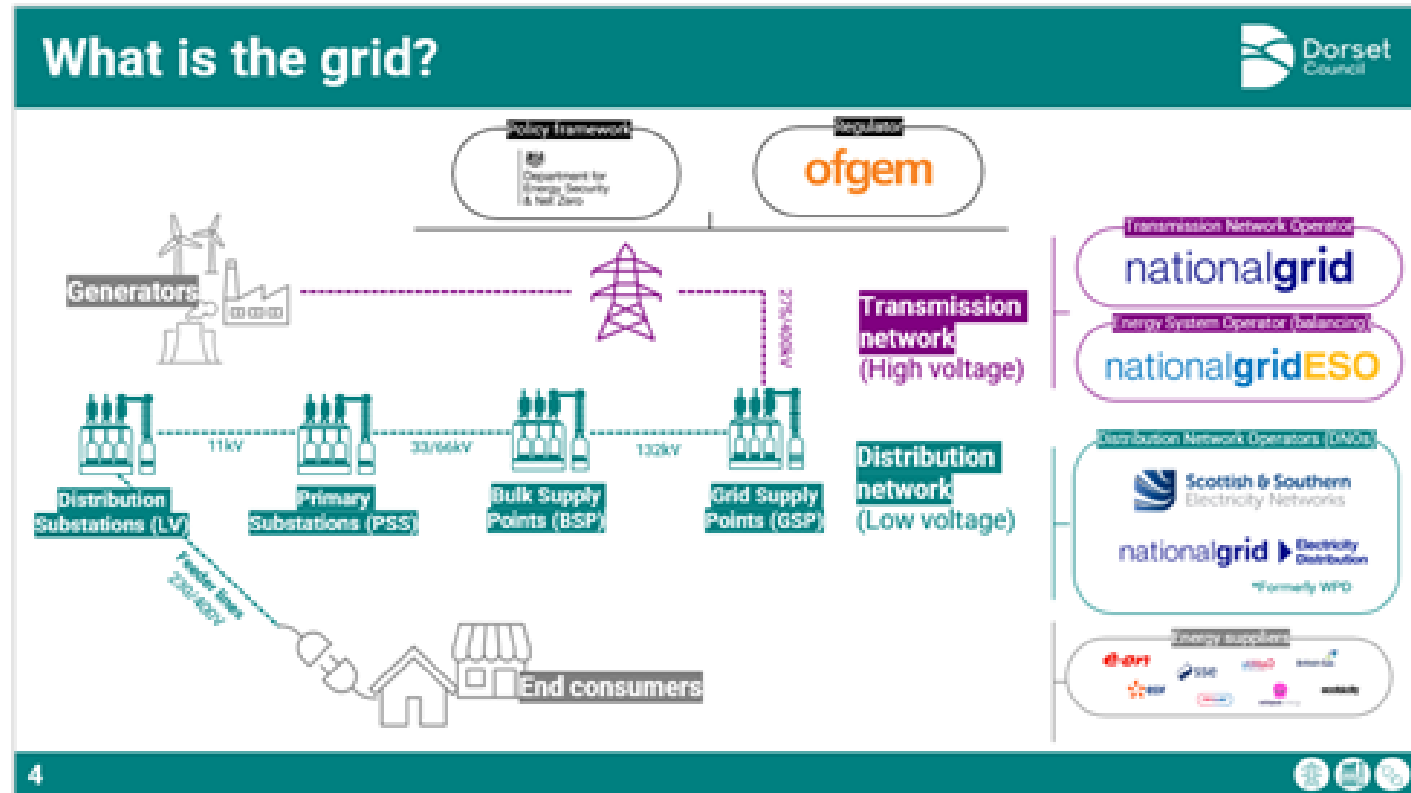 What is the grid?
Dorset
Council
Policy framework
Department for
Energy Security
& Net Zero
Regulator
ofgem
Generators
275/400kV
Transmission
network
(High voltage)
Transmission Network Operator
nationalgrid
Energy System Operator (balancing)
nationalgridESO
11kV
33/66kV
132kV
Distribution
Substations (LV)
Primary
Substations (PSS)
Bulk Supply
Points (BSP)
Grid Supply
Points (GSP)
Distribution
network
(Low voltage)
Distribution Network Operators (DNOs)
Scottish & Southern
Electricity Networks
nationalgrid
Electricity
Distribution
*Formerly WPD
Feeder lines
230/400V
End consumers
Energy suppliers
e·on
sse
edf
4